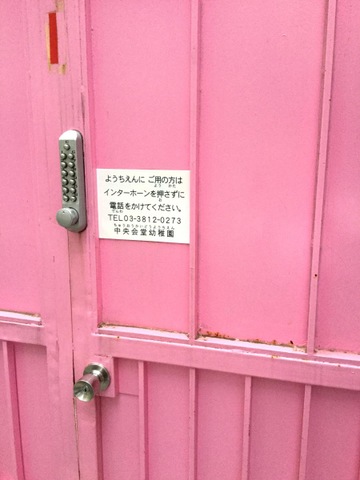 ようちえんに ご用の方は
インターホーンを押さずに
電話をかけてください。
TEL03-3812-0273
中央会堂幼稚園